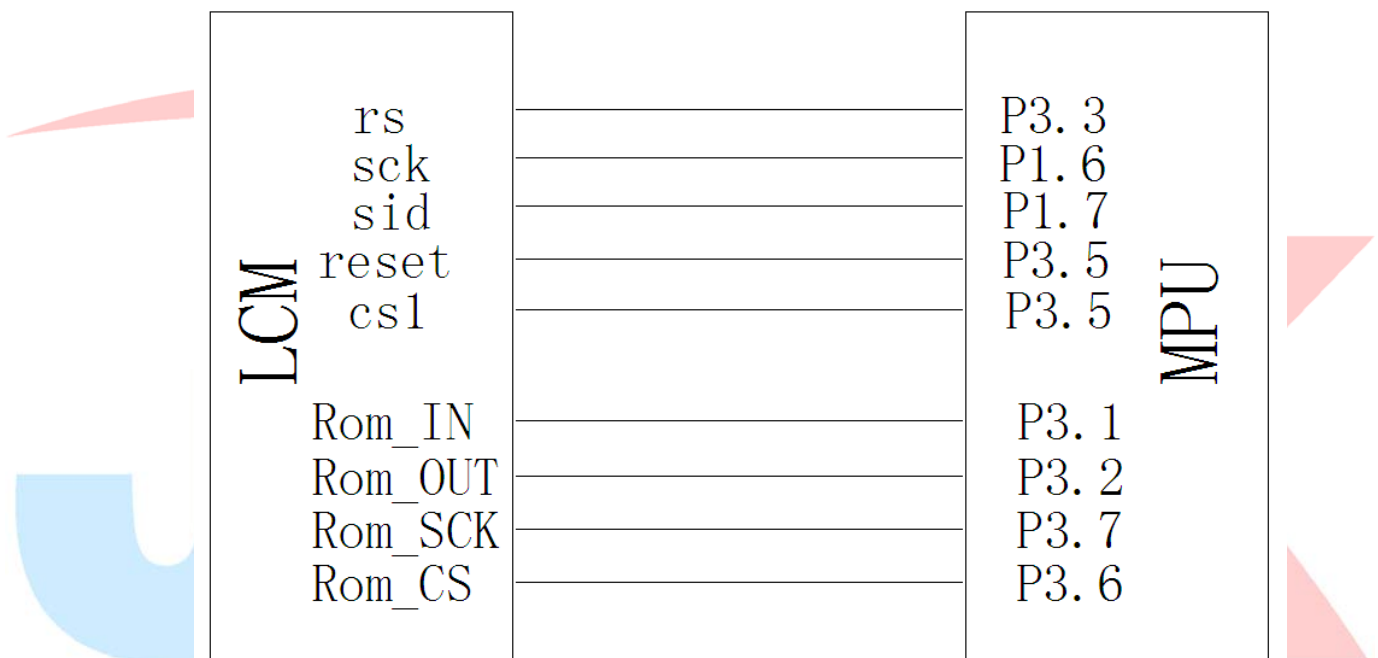 rs P3.3
sck P1.6
sid P1.7
reset P3.5
cs1 P3.5
LCM MPU
Rom_IN P3.1
Rom_OUT P3.2
Rom_SCK P3.7
Rom_CS P3.6